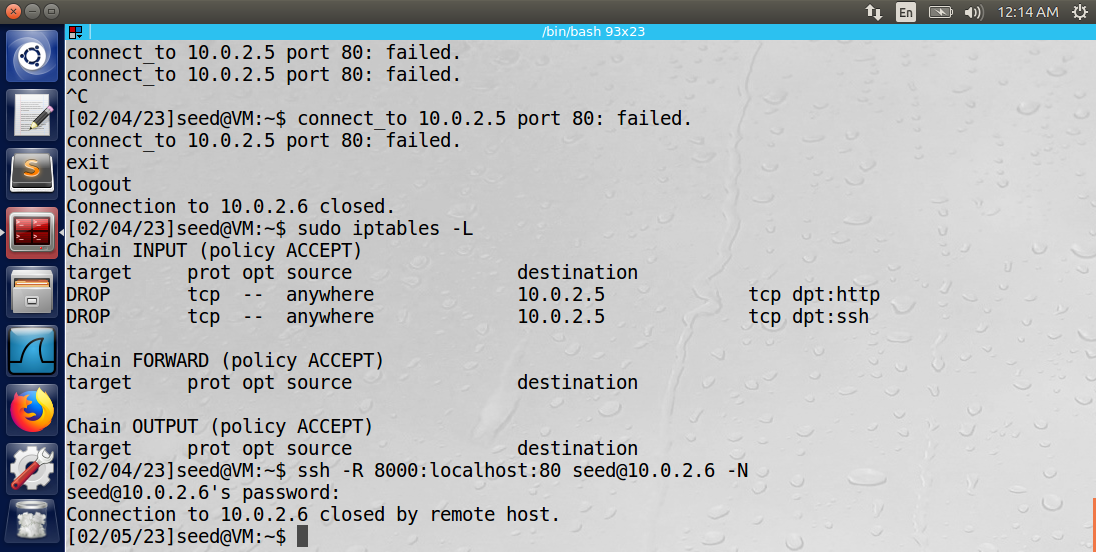 En
12:14 AM
/bin/bash 93x23
connect_to 10.0.2.5 port 80: failed.
connect_to 10.0.2.5 port 80: failed.
^C
[02/04/23]seed@VM:~$ connect_to 10.0.2.5 port 80: failed.
connect_to 10.0.2.5 port 80: failed.
exit
logout
Connection to 10.0.2.6 closed.
[02/04/23]seed@VM:~$ sudo iptables -L
Chain INPUT (policy ACCEPT)
target     prot opt source               destination
DROP       tcp  --  anywhere             10.0.2.5             tcp dpt:http
DROP       tcp  --  anywhere             10.0.2.5             tcp dpt:ssh

Chain FORWARD (policy ACCEPT)
target     prot opt source               destination

Chain OUTPUT (policy ACCEPT)
target     prot opt source               destination
[02/04/23]seed@VM:~$ ssh -R 8000:localhost:80 seed@10.0.2.6 -N
seed@10.0.2.6's password:
Connection to 10.0.2.6 closed by remote host.
[02/05/23]seed@VM:~$